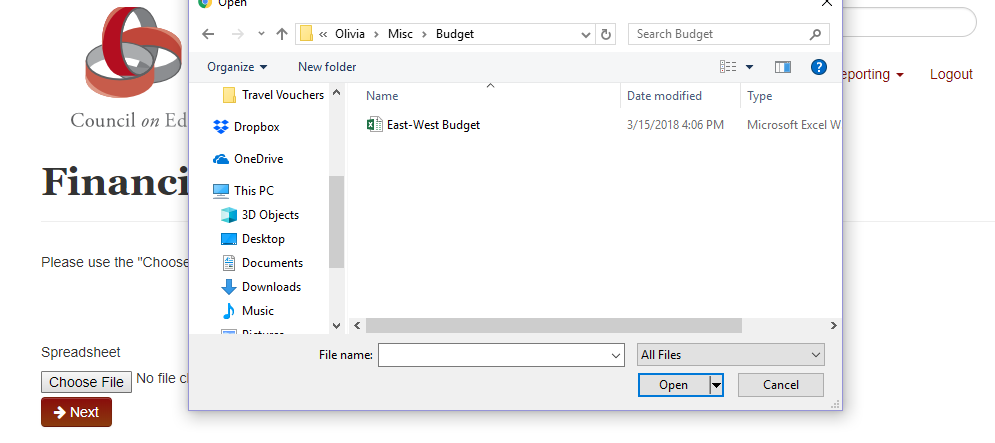 Open
Olivia > Misc > Budget
Search Budget
Organize
New folder
eporting
Logout
Travel Vouchers
Name
Date modified
Type
Council on Ed
Dropbox
East-West Budget
3/15/2018 4:06 PM
Microsoft Excel W
OneDrive
Financi
This PC
3D Objects
Desktop
Please use the "Choose
Documents
Downloads
Music
Pictures
Spreadsheet
File name:
All Files
Choose File
No file c
Open
Cancel
Next